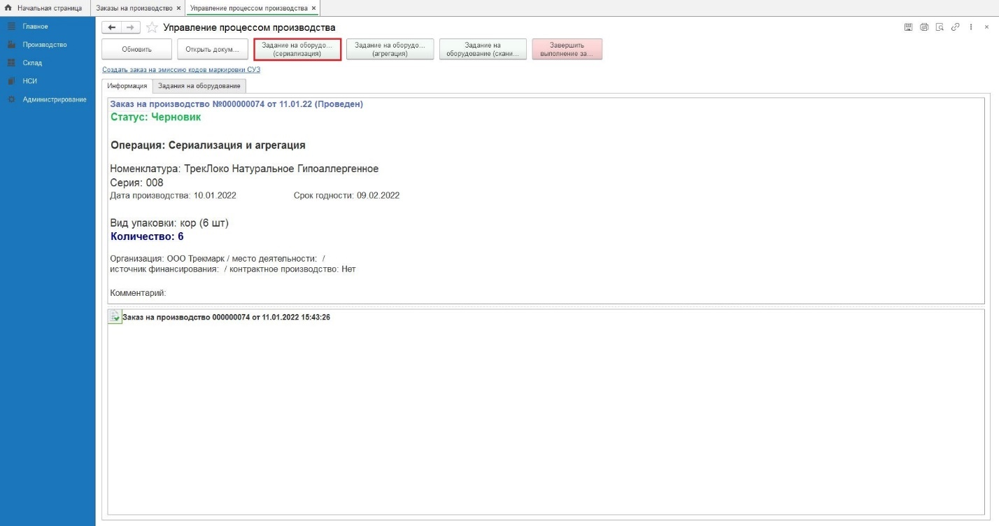 Начальная страница
Заказы на производство ×
Управление процессом производства ×
Главное
Производство
Склад
НСИ
Администрирование
Управление процессом производства
Обновить
Открыть докум...
Задание на оборудо...
(сериализация)
Задание на оборудо...
(агрегация)
Задание на
оборудование (скани...
Завершить
выполнение за...
Создать заказ на эмиссию кодов маркировки СУЗ
Информация
Задания на оборудование
Заказ на производство №000000074 от 11.01.22 (Проведен)
Статус: Черновик
Операция: Сериализация и агрегация
Номенклатура: ТрекЛоко Натуральное Гипоаллергенное
Серия: 008
Дата производства: 10.01.2022 Срок годности: 09.02.2022
Вид упаковки: кор (6 шт)
Количество: 6
Организация: ООО Трекмарк / место деятельности: /
источник финансирования: / контрактное производство: Нет
Комментарий:
Заказ на производство 000000074 от 11.01.2022 15:43:26